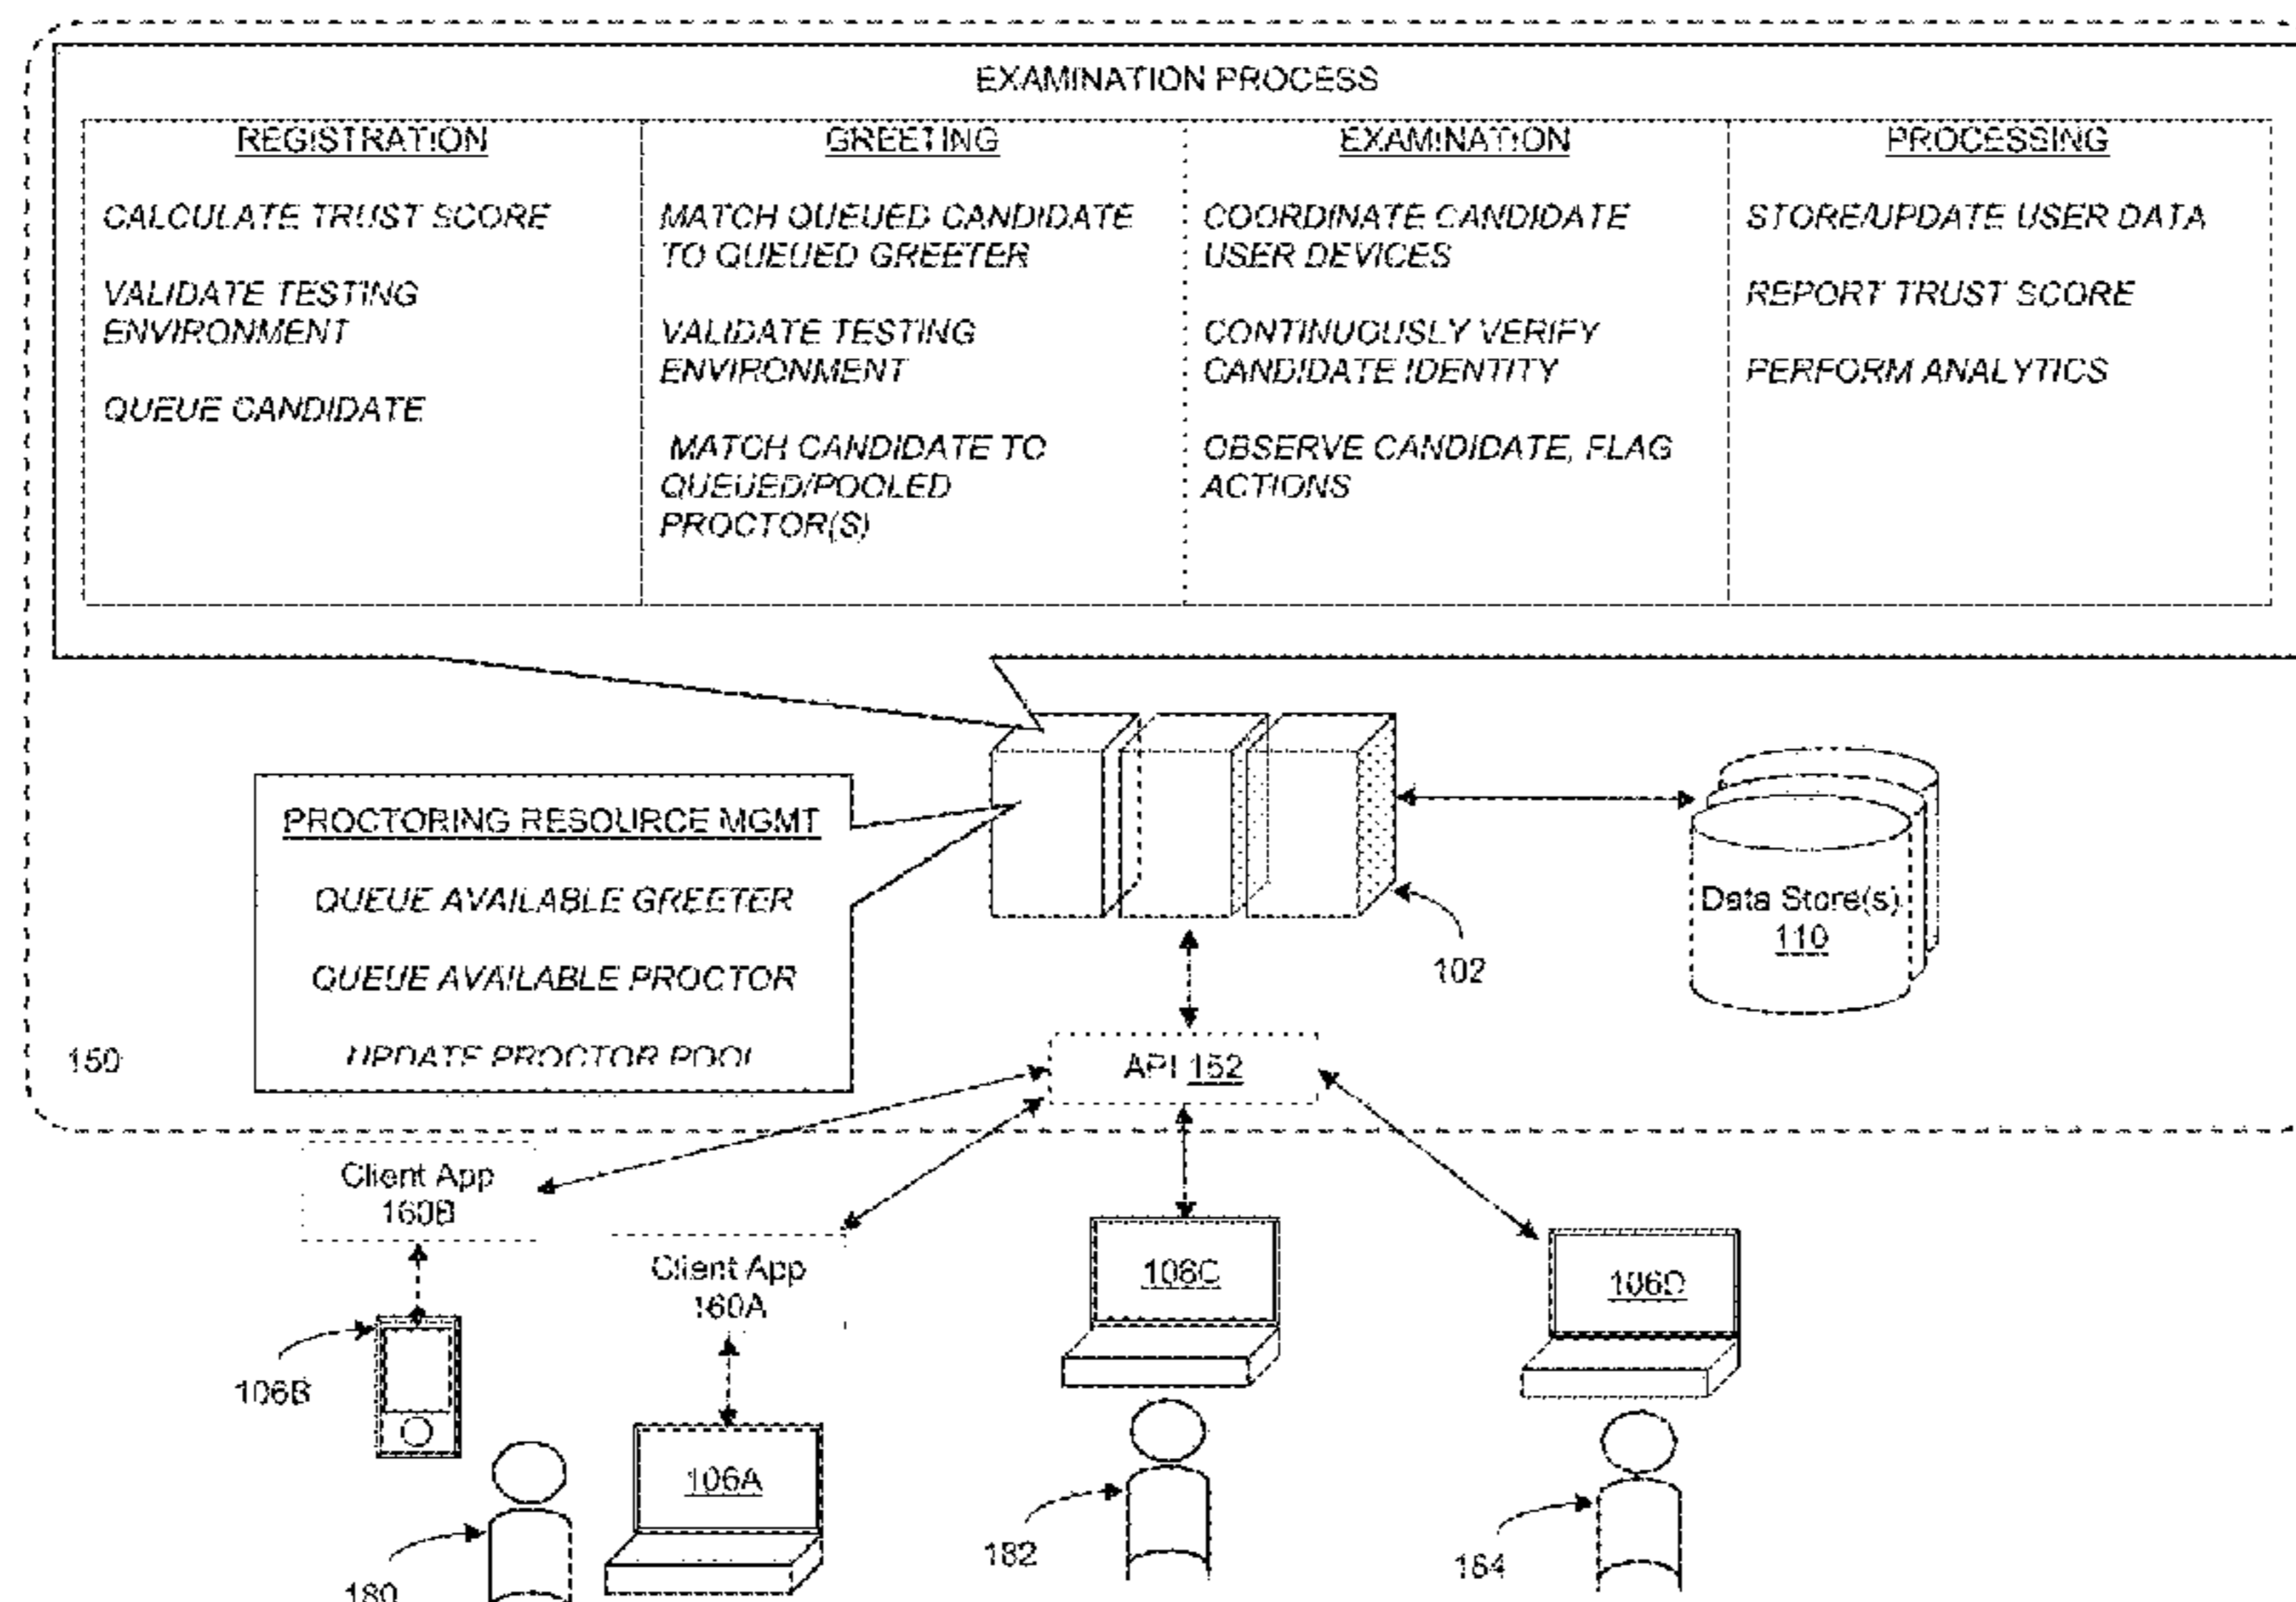 EXAMINATION PROCESS
REGISTRATION
CALCULATE TRUST SCORE
VALIDATE TESTING
ENVIRONMENT
QUEUE CANDIDATE
GREETING
MATCH QUEUED CANDIDATE
TO QUEUED GREETER
VALIDATE TESTING
ENVIRONMENT
MATCH CANDIDATE TO
QUEUED/POOLED
PROCTOR(S)
EXAMINATION
COORDINATE CANDIDATE
USER DEVICES
CONTINUOUSLY VERIFY
CANDIDATE IDENTITY
OBSERVE CANDIDATE, FLAG
ACTIONS
PROCESSING
STORE/UPDATE USER DATA
REPORT TRUST SCORE
PERFORM ANALYTICS
PROCTORING RESOURCE MGMT
QUEUE AVAILABLE GREETER
QUEUE AVAILABLE PROCTOR
UPDATE PROCTOR POOL
102
Data Store(s)
110
150
API 152
Client App
160B
Client App
160A
106C
106D
106B
106A
182
184
180